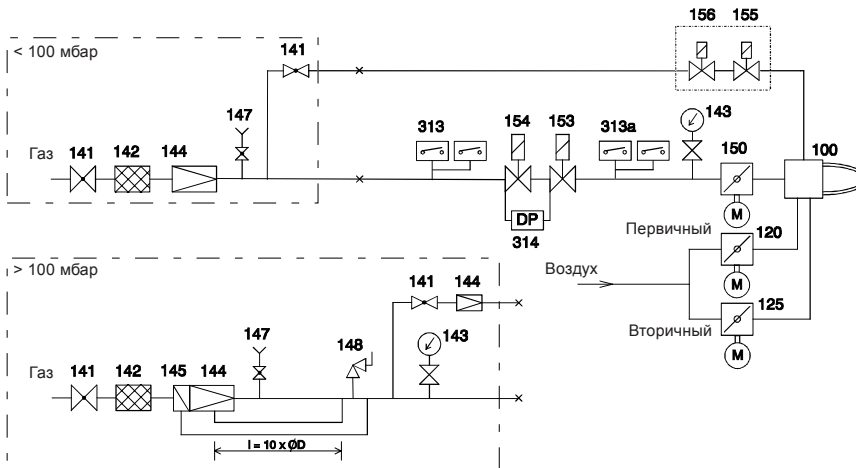 156 155
< 100 мбар
141
147
313
154
153
313a
143
Газ
141
142
144
150
100
DP
314
M
Первичный
120
M
> 100 мбар
Воздух
141
144
125
Вторичный
147
148
143
M
Газ
141
142
145
144
l = 10 x ØD